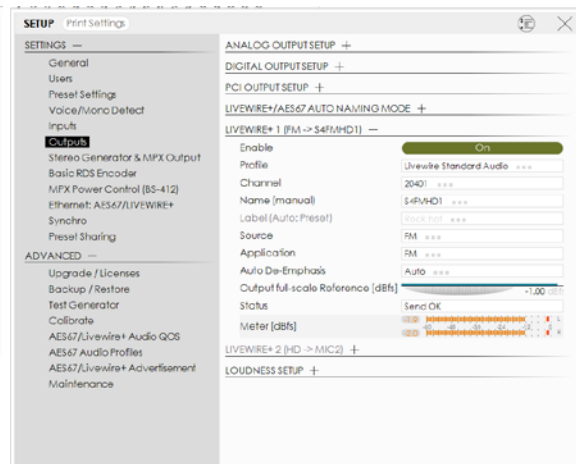 SETUP Print Settings
SETTINGS —
General
Users
Preset Settings
Voice/Mono Detect
Inputs
Outputs
Stereo Generator & MPX Output
Basic RDS Encoder
MPX Power Control (BS-412)
Ethernet: AES67/LIVEWIRE+
Synchro
Preset Sharing
ADVANCED —
Upgrade / Licenses
Backup / Restore
Test Generator
Calibrate
AES67/Livewire+ Audio QOS
AES67 Audio Profiles
AES67/Livewire+ Advertisement
Maintenance
ANALOG OUTPUT SETUP +
DIGITAL OUTPUT SETUP +
PCI OUTPUT SETUP +
LIVEWIRE+/AES67 AUTO NAMING MODE +
LIVEWIRE+ 1 (FM -> S4FMHD1) —
Enable On
Profile Livewire Standard Audio
Channel 20401
Name (manual) S4FMHD1
Label (Auto: Preset) Rock hot
Source FM
Application FM
Auto De-Emphasis Auto
Output full-scale Reference [dBfs] -1.00 dBfs
Status Send OK
Meter [dBfs] L R
LIVEWIRE+ 2 (HD -> MIC2) +
LOUDNESS SETUP +